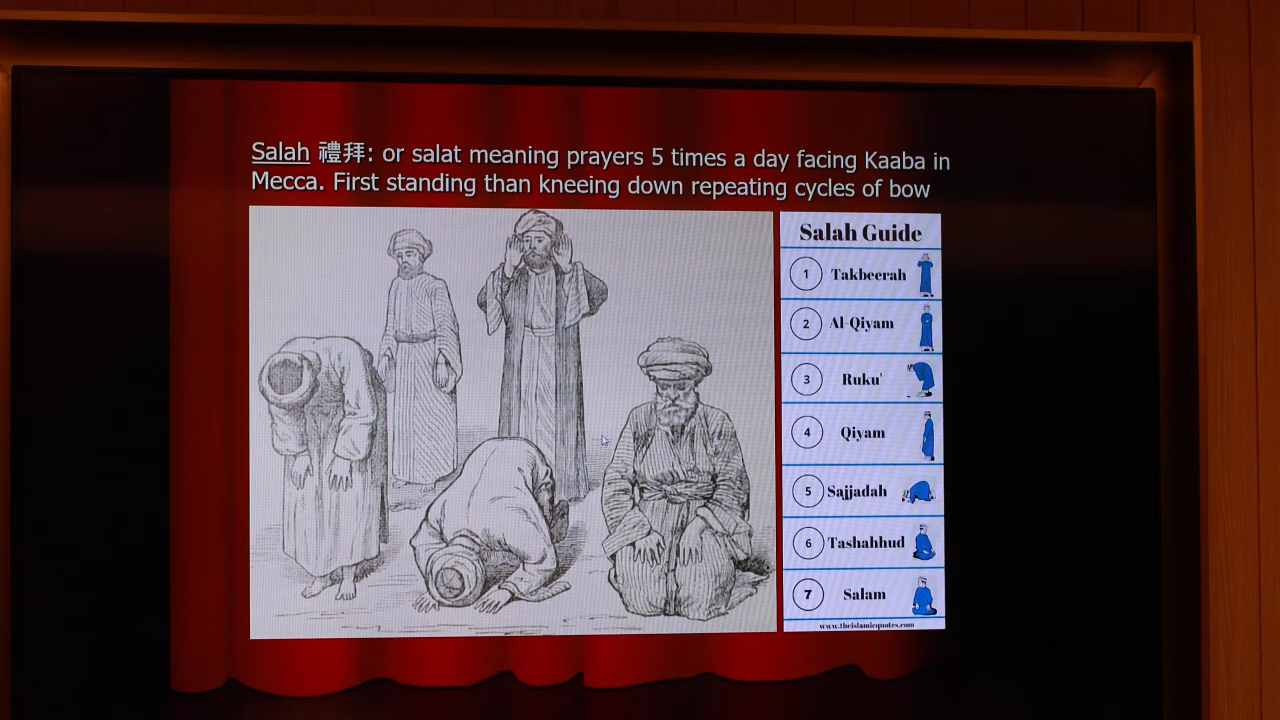 Salah 禮拜: or salat meaning prayers 5 times a day facing Kaaba in
Mecca. First standing than kneeing down repeating cycles of bow
Salah Guide
1 Takbeerah
2 Al-Qiyam
3 Ruku'
4 Qiyam
5 Sajjadah
6 Tashahhud
7 Salam
www.theislamicquotes.com